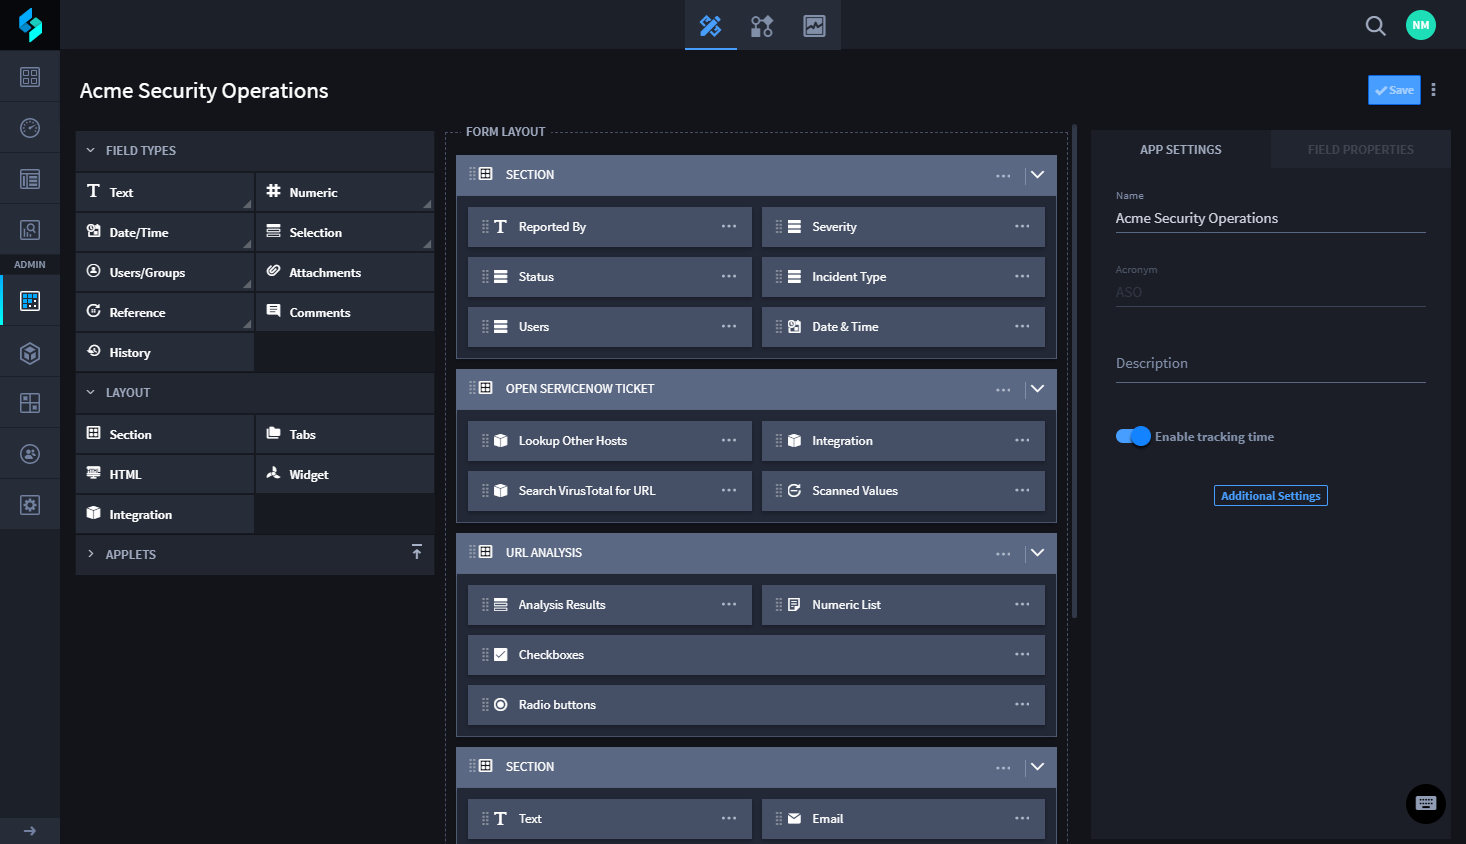 NM
Acme Security Operations
Save
ADMIN
FIELD TYPES
Text
Numeric
Date/Time
Selection
Users/Groups
Attachments
Reference
Comments
History
LAYOUT
Section
Tabs
HTML
Widget
Integration
APPLETS
FORM LAYOUT
SECTION
Reported By
Severity
Status
Incident Type
Users
Date & Time
OPEN SERVICENOW TICKET
Lookup Other Hosts
Integration
Search VirusTotal for URL
Scanned Values
URL ANALYSIS
Analysis Results
Numeric List
Checkboxes
Radio buttons
SECTION
Text
Email
APP SETTINGS
FIELD PROPERTIES
Name
Acme Security Operations
Acronym
ASO
Description
Enable tracking time
Additional Settings